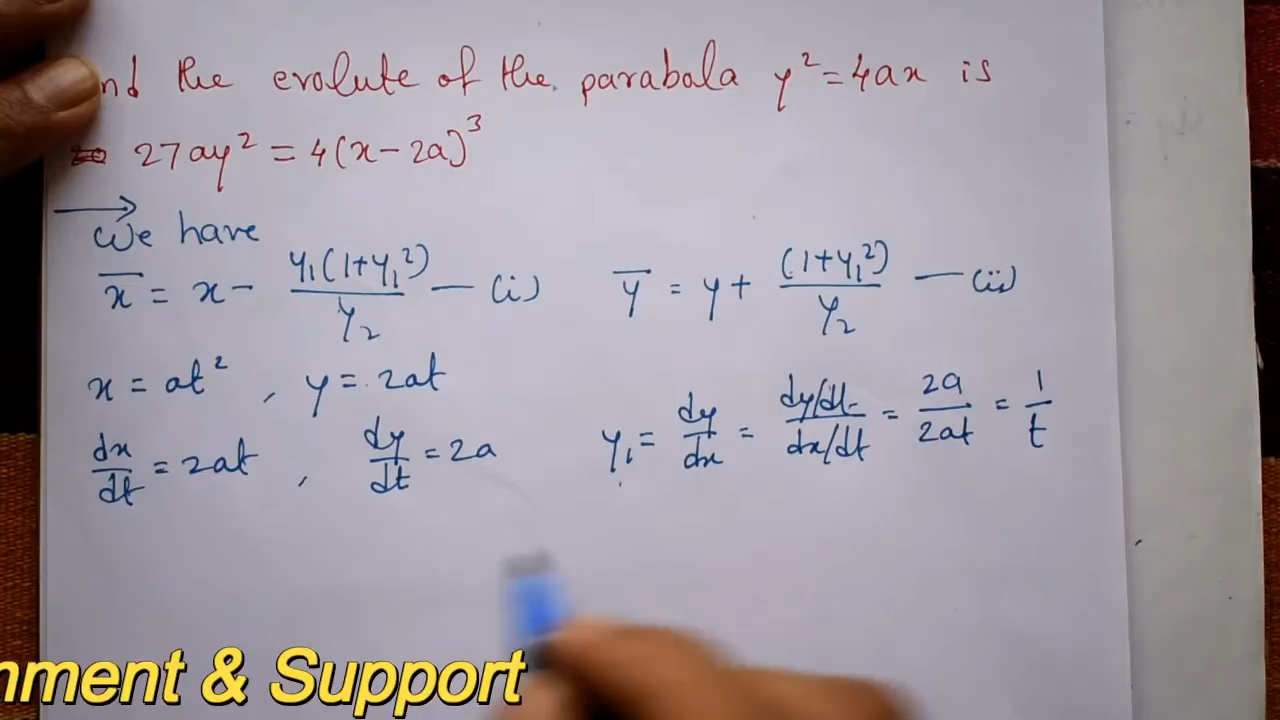 nd the evolute of the parabala y² = 4ax is
27ay² = 4(x-2a)³
We have
x̅ = x - y₁(1+y₁²)/y₂ — (i) y̅ = y + (1+y₁²)/y₂ — (ii)
x = at² , y = 2at
y₁ = dy/dx = (dy/dt)/(dx/dt) = 2a/2at = 1/t
dx/dt = 2at , dy/dt = 2a
nment & Support